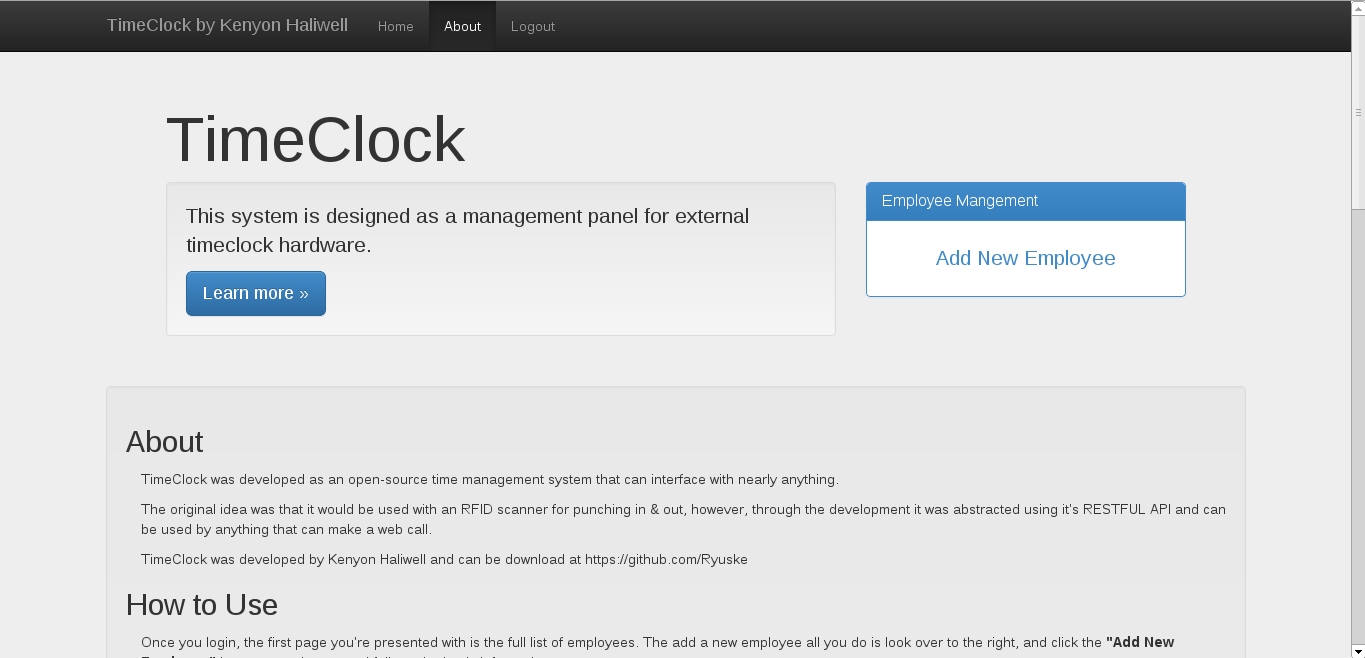 TimeClock by Kenyon Haliwell Home About Logout
TimeClock
This system is designed as a management panel for external
timeclock hardware.
Learn more »
Employee Mangement
Add New Employee
About
TimeClock was developed as an open-source time management system that can interface with nearly anything.
The original idea was that it would be used with an RFID scanner for punching in & out, however, through the development it was abstracted using it's RESTFUL API and can
be used by anything that can make a web call.
TimeClock was developed by Kenyon Haliwell and can be download at https://github.com/Ryuske
How to Use
Once you login, the first page you're presented with is the full list of employees. The add a new employee all you do is look over to the right, and click the "Add New